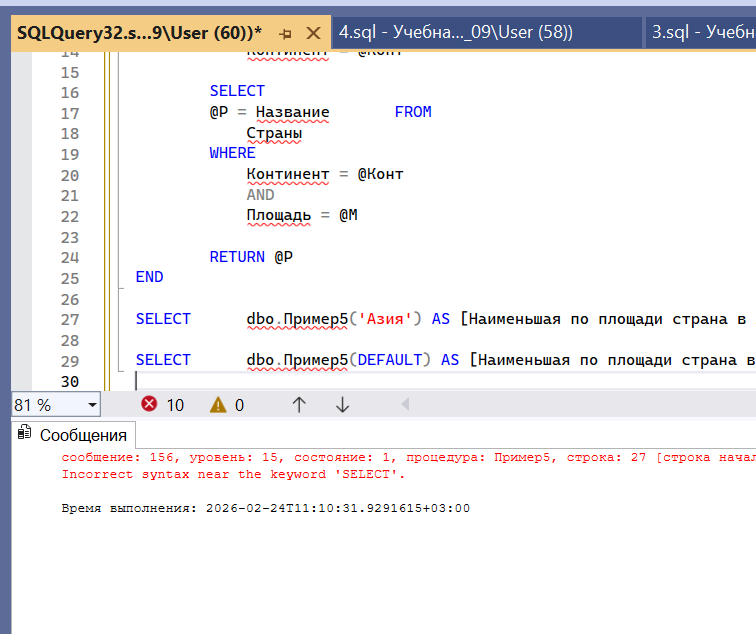 SQLQuery32.s...9\User (60))*
4.sql - Учебна..._09\User (58))
3.sql - Учебн
14 Континент = @Конт
15
16 SELECT
17 @P = Название FROM
18 Страны
19 WHERE
20 Континент = @Конт
21 AND
22 Площадь = @M
23
24 RETURN @P
25 END
26
27 SELECT dbo.Пример5('Азия') AS [Наименьшая по площади страна в
28
29 SELECT dbo.Пример5(DEFAULT) AS [Наименьшая по площади страна в
30
81 % 10 0
Сообщения
сообщение: 156, уровень: 15, состояние: 1, процедура: Пример5, строка: 27 [строка начал
Incorrect syntax near the keyword 'SELECT'.
Время выполнения: 2026-02-24T11:10:31.9291615+03:00